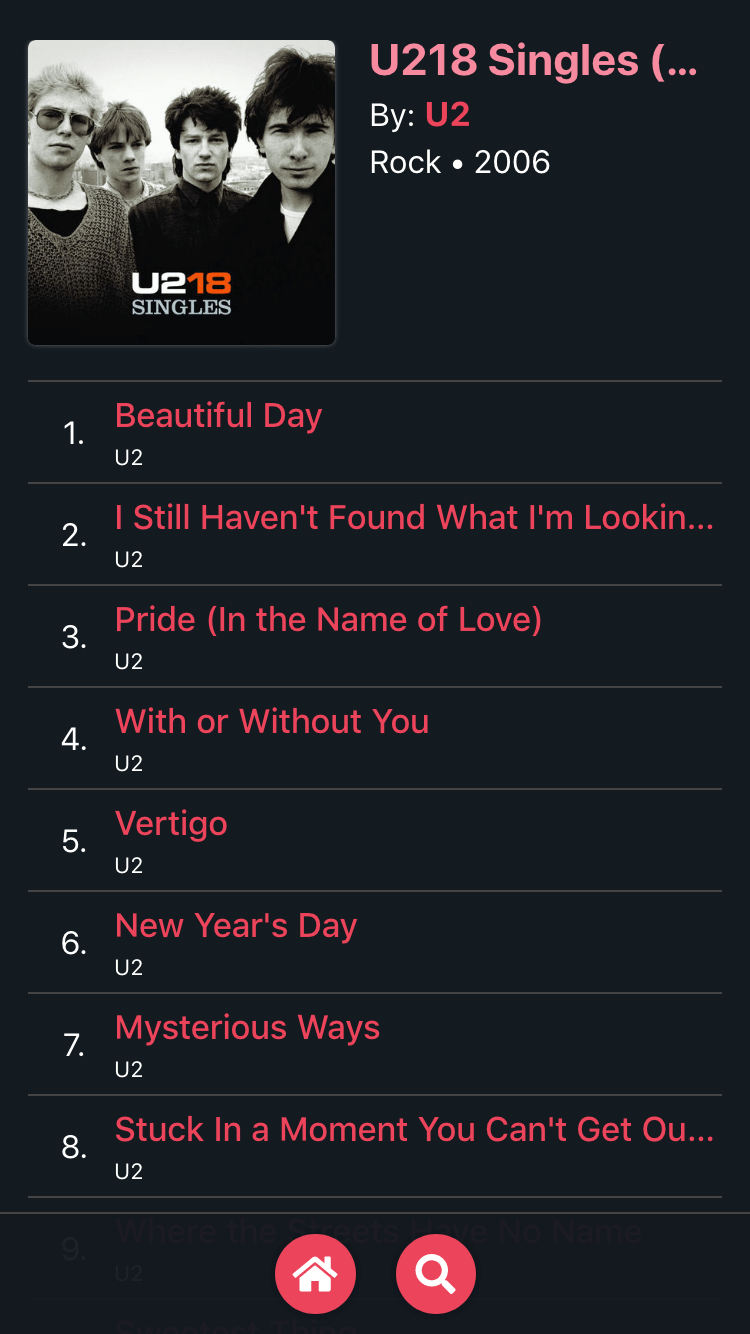 U218 Singles (...
By: U2
Rock • 2006
U218
SINGLES
1.
Beautiful Day
U2
2.
I Still Haven't Found What I'm Lookin...
U2
3.
Pride (In the Name of Love)
U2
4.
With or Without You
U2
5.
Vertigo
U2
6.
New Year's Day
U2
7.
Mysterious Ways
U2
8.
Stuck In a Moment You Can't Get Ou...
U2
9.
Where the Streets Have No Name
U2
Sweetest Thing